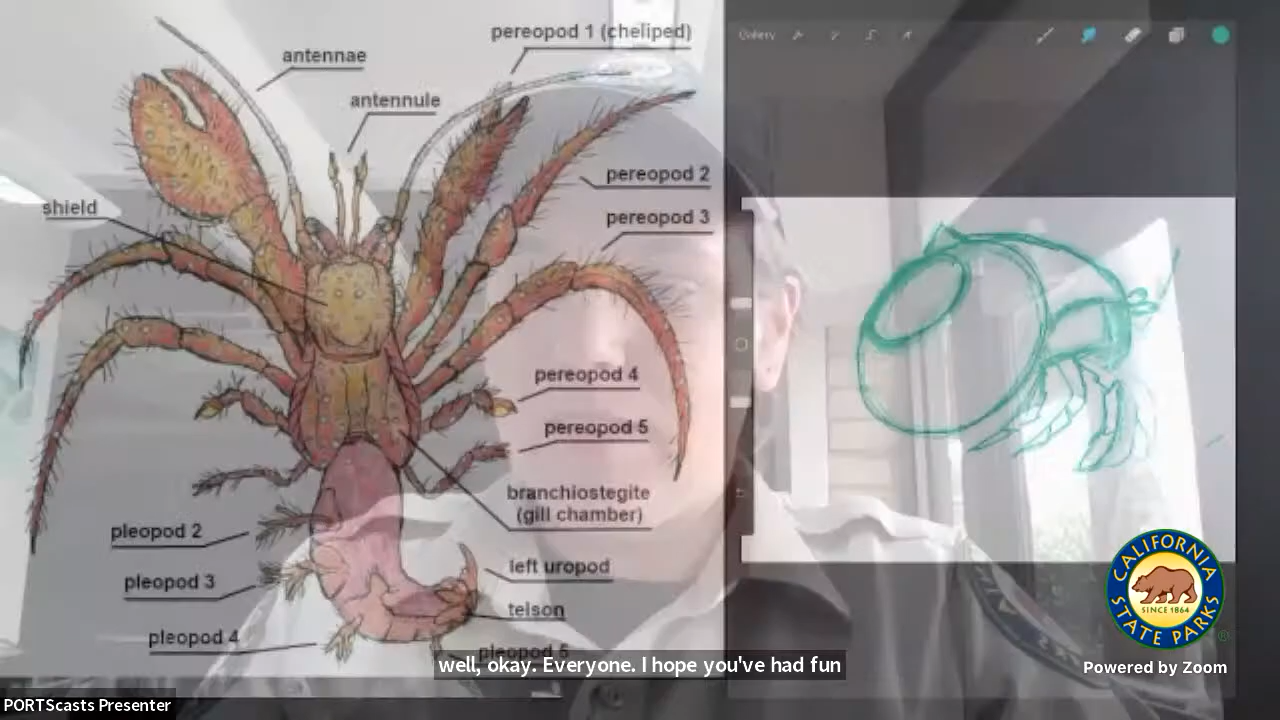 pereopod 1 (cheliped)
antennae
antennule
pereopod 2
shield
pereopod 3
pereopod 4
pereopod 5
branchiostegite
(gill chamber)
pleopod 2
left uropod
pleopod 3
telson
pleopod 4
pleopod 5
well, okay. Everyone. I hope you've had fun
Gallery
CALIFORNIA
SINCE 1864
STATE PARKS
®
Powered by Zoom
PORTScasts Presenter